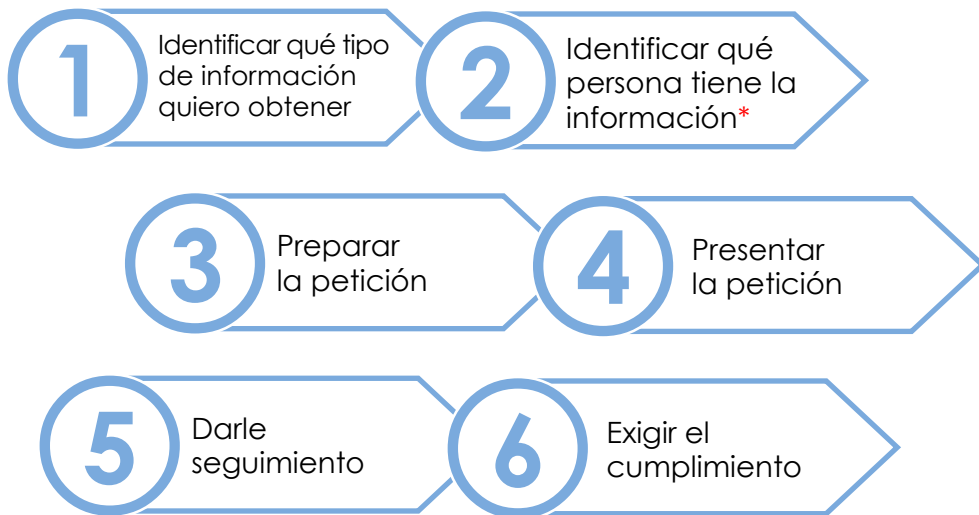 1
Identificar qué tipo
de información
quiero obtener
2
Identificar qué
persona tiene la
información*
3
Preparar
la petición
4
Presentar
la petición
5
Darle
seguimiento
6
Exigir el
cumplimiento